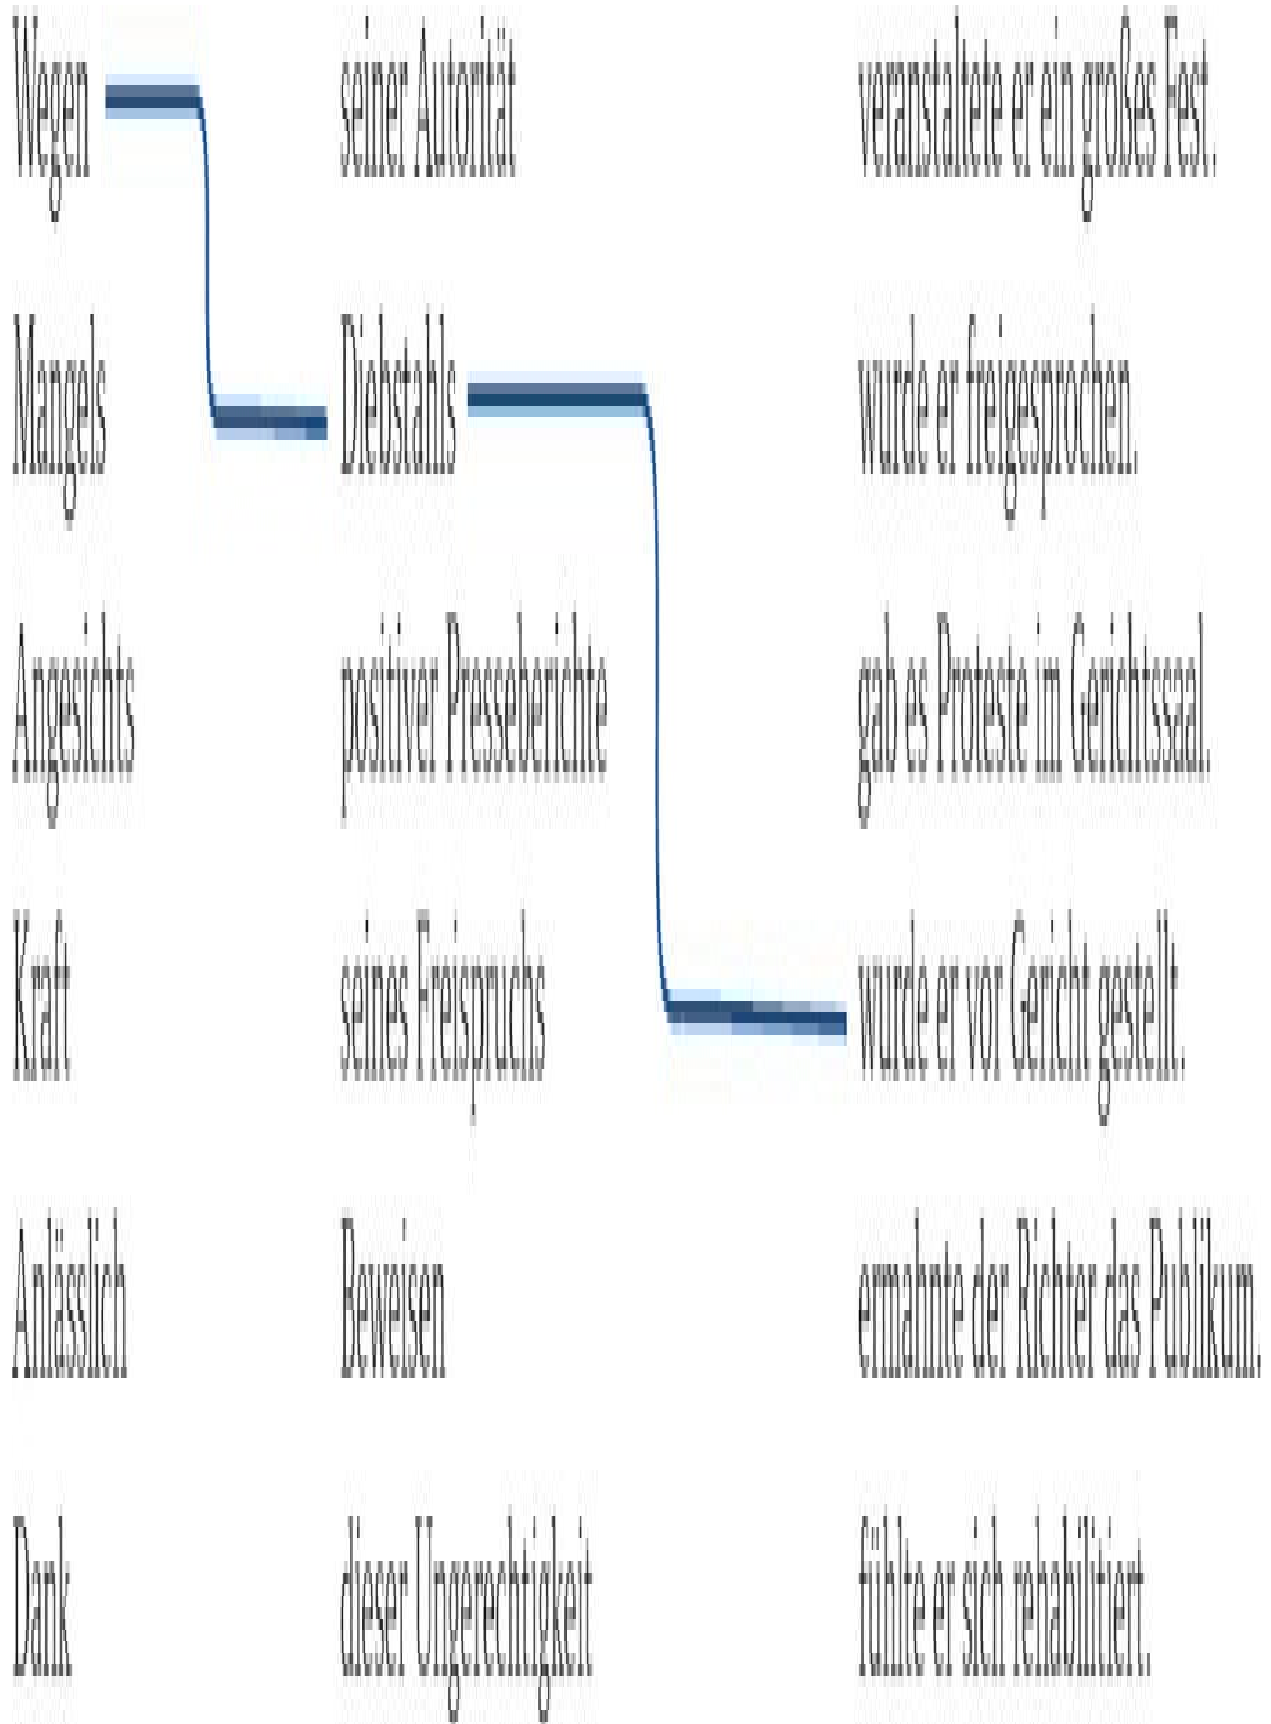 Wegen seiner Autorität veranstaltete er ein großes Fest.
Mangels Diebstahls wurde er freigesprochen.
Angesichts positiver Presseberichte gab es Proteste im Gerichtssaal.
Kraft seines Freispruchs wurde er vor Gericht gestellt.
Anlässlich Beweisen ermahnte der Richter das Publikum.
Dank dieser Ungerechtigkeit fühlte er sich rehabilitiert.